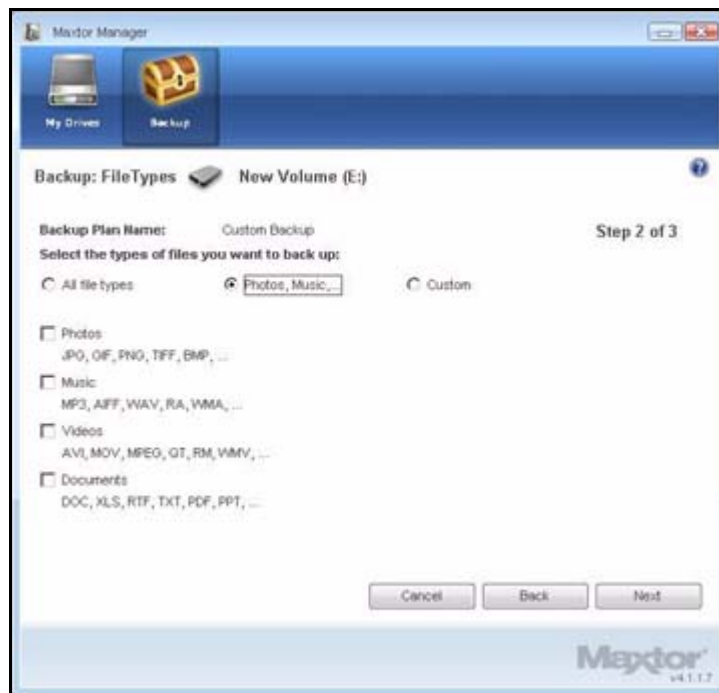 Maxtor Manager
My Drives
Backup
Backup: FileTypes New Volume (E:)
Backup Plan Name: Custom Backup Step 2 of 3
Select the types of files you want to back up:
All file types Photos, Music,... Custom
Photos
JPG, GIF, PNG, TIFF, BMP, ...
Music
MP3, AIFF, WAV, RA, WMA, ...
Videos
AVI, MOV, MPEG, QT, RM, WMV, ...
Documents
DOC, XLS, RTF, TXT, PDF, PPT, ...
Cancel Back Next
Maxtor
v4.1.1.7